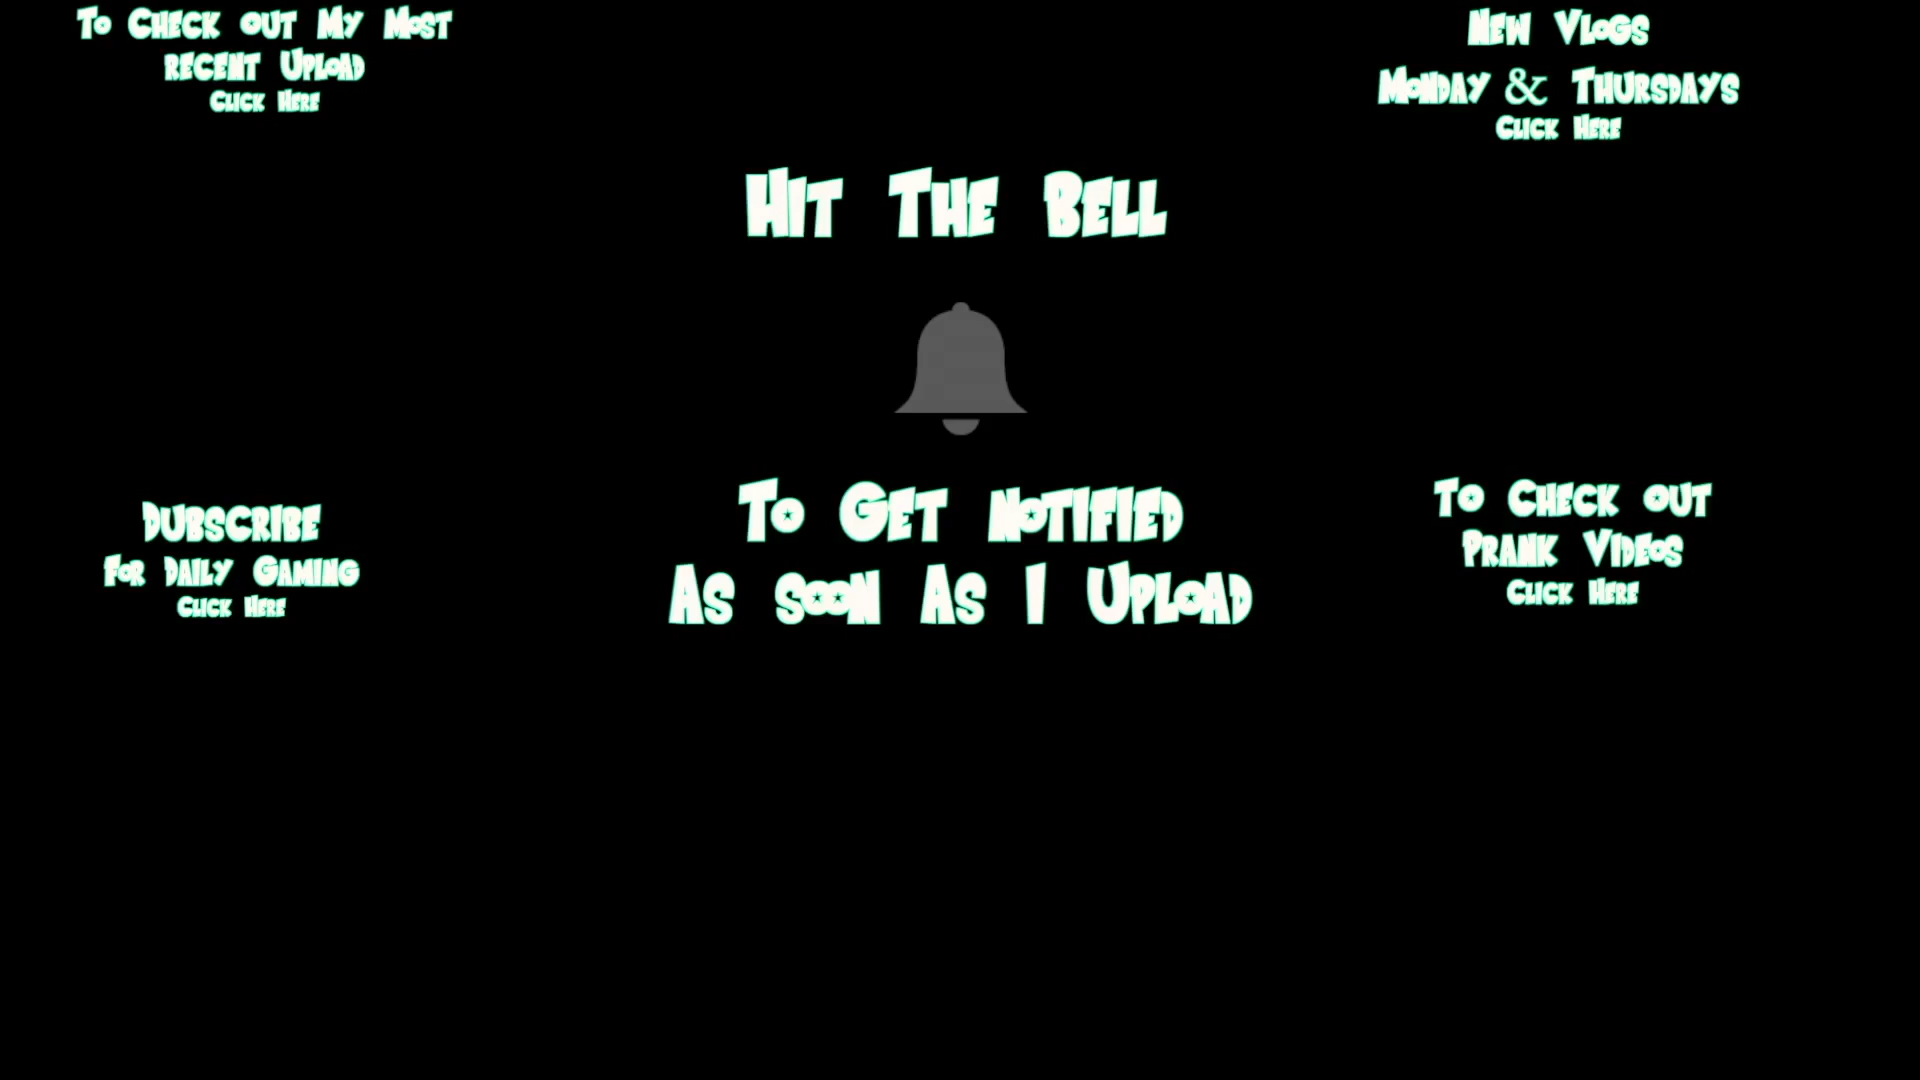 To Check out My Most
recent Upload
Click Here
New Vlogs
Monday & Thursdays
Click Here
Hit The Bell
To Get notified
As soon As I Upload
Dubscribe
For Daily Gaming
Click Here
To Check out
Prank Videos
Click Here